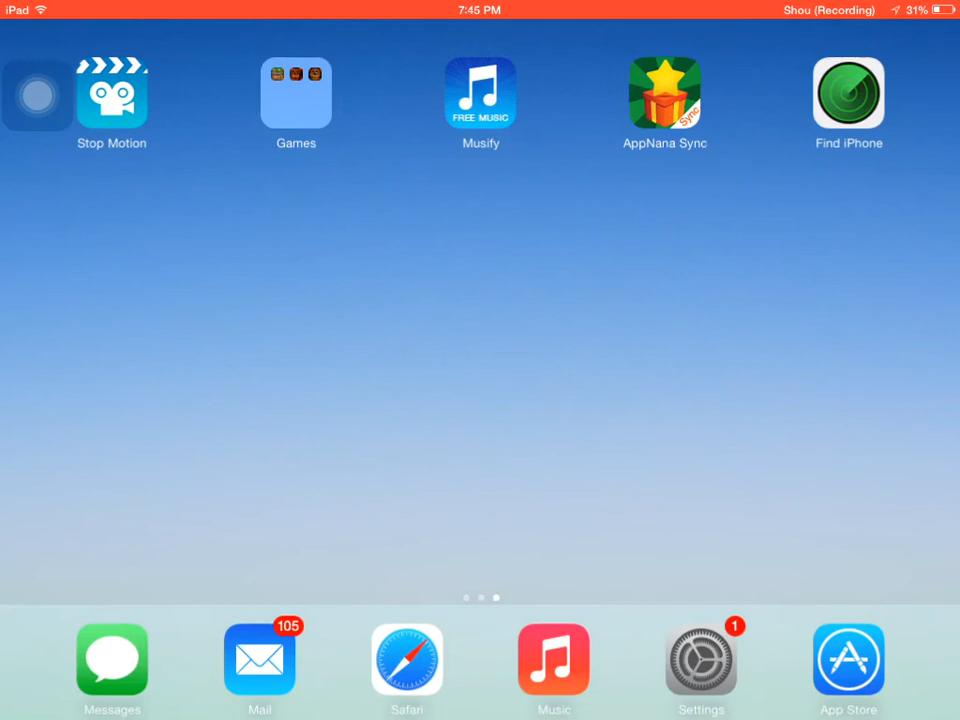 iPad 7:45 PM Shou (Recording) 31%
FREE MUSIC
Sync
Stop Motion Games Musify AppNana Sync Find iPhone
105 1
Messages Mail Safari Music Settings App Store